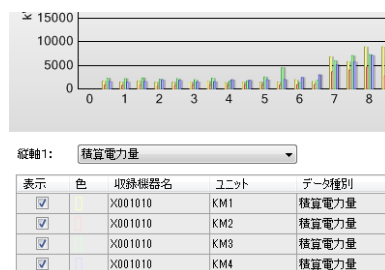 15000
10000
5000
0
0 1 2 3 4 5 6 7 8
縦軸1: 積算電力量
表示 色 収録機器名 ユニット データ種別
X001010 KM1 積算電力量
X001010 KM2 積算電力量
X001010 KM3 積算電力量
X001010 KM4 積算電力量